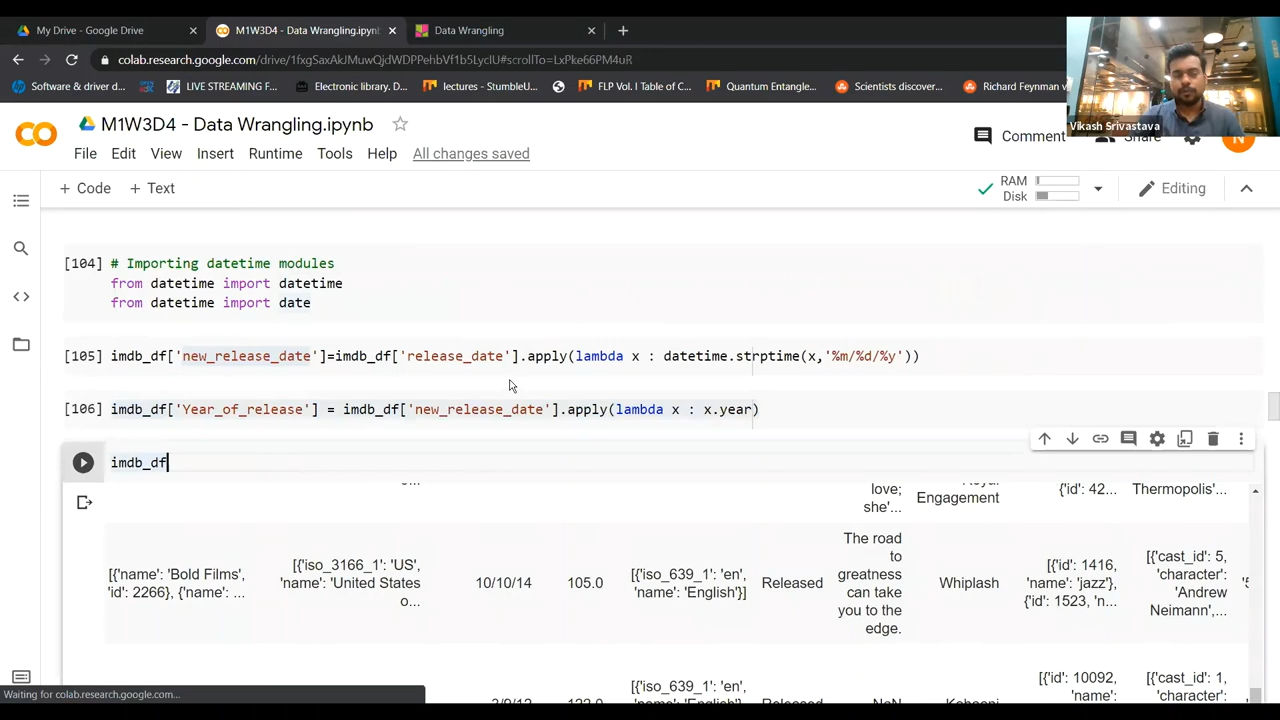 My Drive - Google Drive
M1W3D4 - Data Wrangling.ipynb
Data Wrangling
colab.research.google.com/drive/1fxgSaxAkJMuwQjdWDPPehbVf1b5LycIU#scrollTo=LxPke66PM4uR
Software & driver d...
LIVE STREAMING F...
Electronic library. D...
lectures - StumbleU...
FLP Vol. I Table of C...
Quantum Entangle...
Scientists discover...
Richard Feynman
Vikash Srivastava
M1W3D4 - Data Wrangling.ipynb
Comment
Share
N
File Edit View Insert Runtime Tools Help All changes saved
+ Code + Text
RAM
Disk
Editing
[104] # Importing datetime modules
from datetime import datetime
from datetime import date
[105] imdb_df['new_release_date']=imdb_df['release_date'].apply(lambda x : datetime.strptime(x,'%m/%d/%y'))
[106] imdb_df['Year_of_release'] = imdb_df['new_release_date'].apply(lambda x : x.year)
imdb_df
love;
she'...
Engagement
{'id': 42...
Thermopolis'...
[{'name': 'Bold Films',
'id': 2266}, {'name': ...
[{'iso_3166_1': 'US',
'name': 'United States
o...
10/10/14
105.0
[{'iso_639_1': 'en',
'name': 'English'}]
Released
The road
to
greatness
can take
you to the
edge.
Whiplash
[{'id': 1416,
'name': 'jazz'},
{'id': 1523, 'n...
[{'cast_id': 5,
'character':
'Andrew
Neimann',...
[{'iso_639_1': 'en',
[{'id': 10092,
'name':
[{'cast_id': 1,
'character':
Waiting for colab.research.google.com...